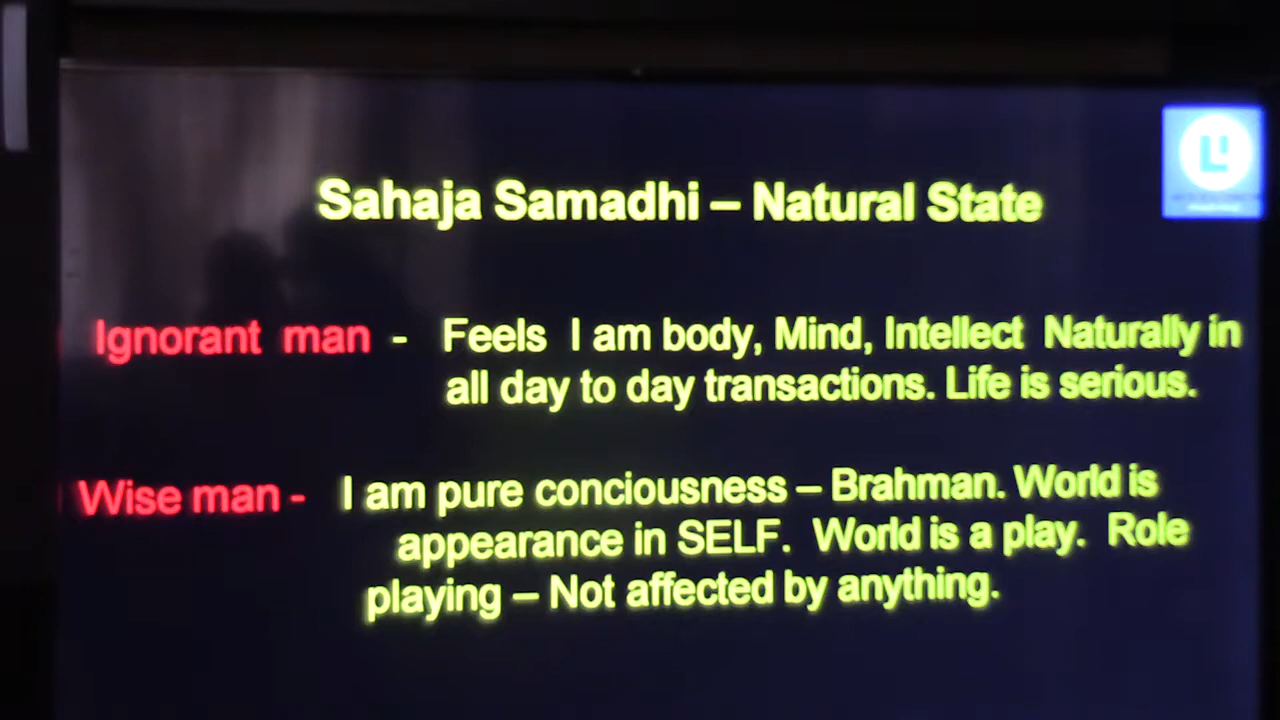 Sahaja Samadhi – Natural State
Ignorant man - Feels I am body, Mind, Intellect Naturally in
all day to day transactions. Life is serious.
Wise man - I am pure conciousness – Brahman. World is
appearance in SELF. World is a play. Role
playing – Not affected by anything.